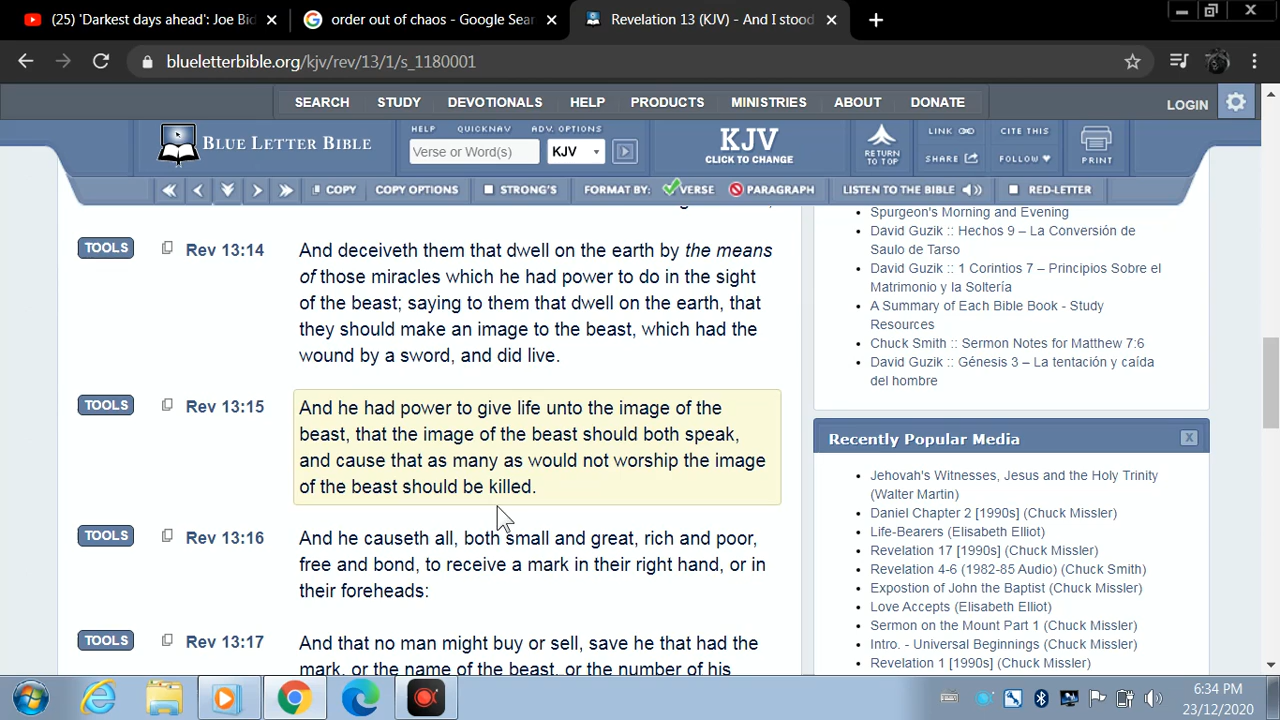 (25) 'Darkest days ahead': Joe Bid
order out of chaos - Google Sear
Revelation 13 (KJV) - And I stood
blueletterbible.org/kjv/rev/13/1/s_1180001
SEARCH STUDY DEVOTIONALS HELP PRODUCTS MINISTRIES ABOUT DONATE LOGIN
BLUE LETTER BIBLE
HELP QUICKNAV ADV. OPTIONS
Verse or Word(s) KJV
KJV
CLICK TO CHANGE
RETURN
TO TOP
LINK CITE THIS
SHARE FOLLOW
PRINT
COPY COPY OPTIONS STRONG'S FORMAT BY: VERSE PARAGRAPH LISTEN TO THE BIBLE RED-LETTER
TOOLS Rev 13:14 And deceiveth them that dwell on the earth by the means
of those miracles which he had power to do in the sight
of the beast; saying to them that dwell on the earth, that
they should make an image to the beast, which had the
wound by a sword, and did live.
TOOLS Rev 13:15 And he had power to give life unto the image of the
beast, that the image of the beast should both speak,
and cause that as many as would not worship the image
of the beast should be killed.
TOOLS Rev 13:16 And he causeth all, both small and great, rich and poor,
free and bond, to receive a mark in their right hand, or in
their foreheads:
TOOLS Rev 13:17 And that no man might buy or sell, save he that had the
mark, or the name of the beast, or the number of his
Spurgeon's Morning and Evening
David Guzik :: Hechos 9 – La Conversión de
Saulo de Tarso
David Guzik :: 1 Corintios 7 – Principios Sobre el
Matrimonio y la Soltería
A Summary of Each Bible Book - Study
Resources
Chuck Smith :: Sermon Notes for Matthew 7:6
David Guzik :: Génesis 3 – La tentación y caída
del hombre
Recently Popular Media
Jehovah's Witnesses, Jesus and the Holy Trinity
(Walter Martin)
Daniel Chapter 2 [1990s] (Chuck Missler)
Life-Bearers (Elisabeth Elliot)
Revelation 17 [1990s] (Chuck Missler)
Revelation 4-6 (1982-85 Audio) (Chuck Smith)
Expostion of John the Baptist (Chuck Missler)
Love Accepts (Elisabeth Elliot)
Sermon on the Mount Part 1 (Chuck Missler)
Intro. - Universal Beginnings (Chuck Missler)
Revelation 1 [1990s] (Chuck Missler)
6:34 PM
23/12/2020